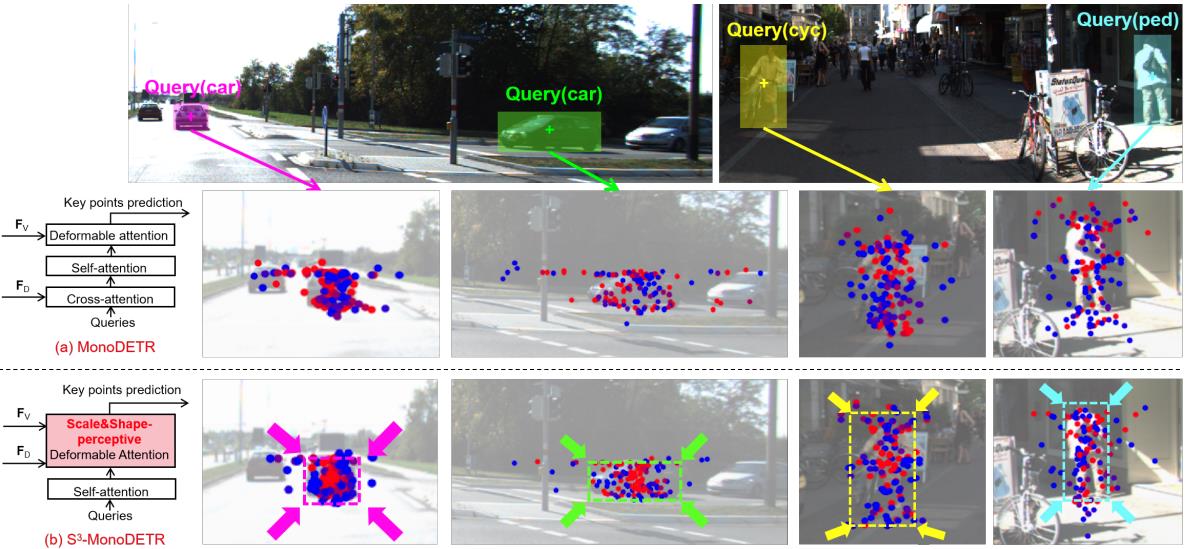 Query(car)
Query(car)
Query(cyc)
Query(ped)
StatusQuo
Key points prediction
F_V
Deformable attention
Self-attention
F_D
Cross-attention
Queries
(a) MonoDETR
Key points prediction
F_V
Scale&Shape-
perceptive
Deformable Attention
F_D
Self-attention
Queries
(b) S³-MonoDETR